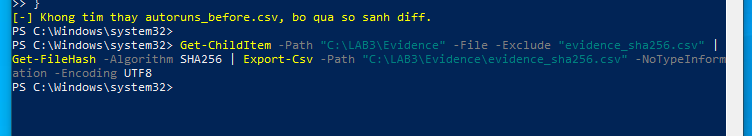 >> }
[-] Khong tim thay autoruns_before.csv, bo qua so sanh diff.
PS C:\Windows\system32>
PS C:\Windows\system32> Get-ChildItem -Path "C:\LAB3\Evidence" -File -Exclude "evidence_sha256.csv" |
Get-FileHash -Algorithm SHA256 | Export-Csv -Path "C:\LAB3\Evidence\evidence_sha256.csv" -NoTypeInform
ation -Encoding UTF8
PS C:\Windows\system32>